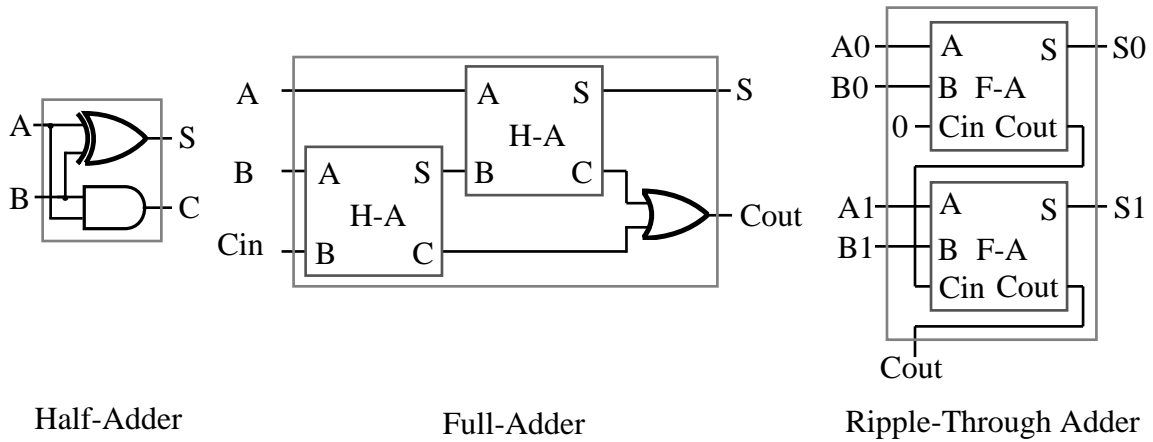 A
B
S
C
A
B
Cin
A S
H-A
B C
A S
H-A
B C
S
Cout
A0
B0
0
A S
B F-A
Cin Cout
S0
A1
B1
A S
B F-A
Cin Cout
S1
Cout
Half-Adder
Full-Adder
Ripple-Through Adder